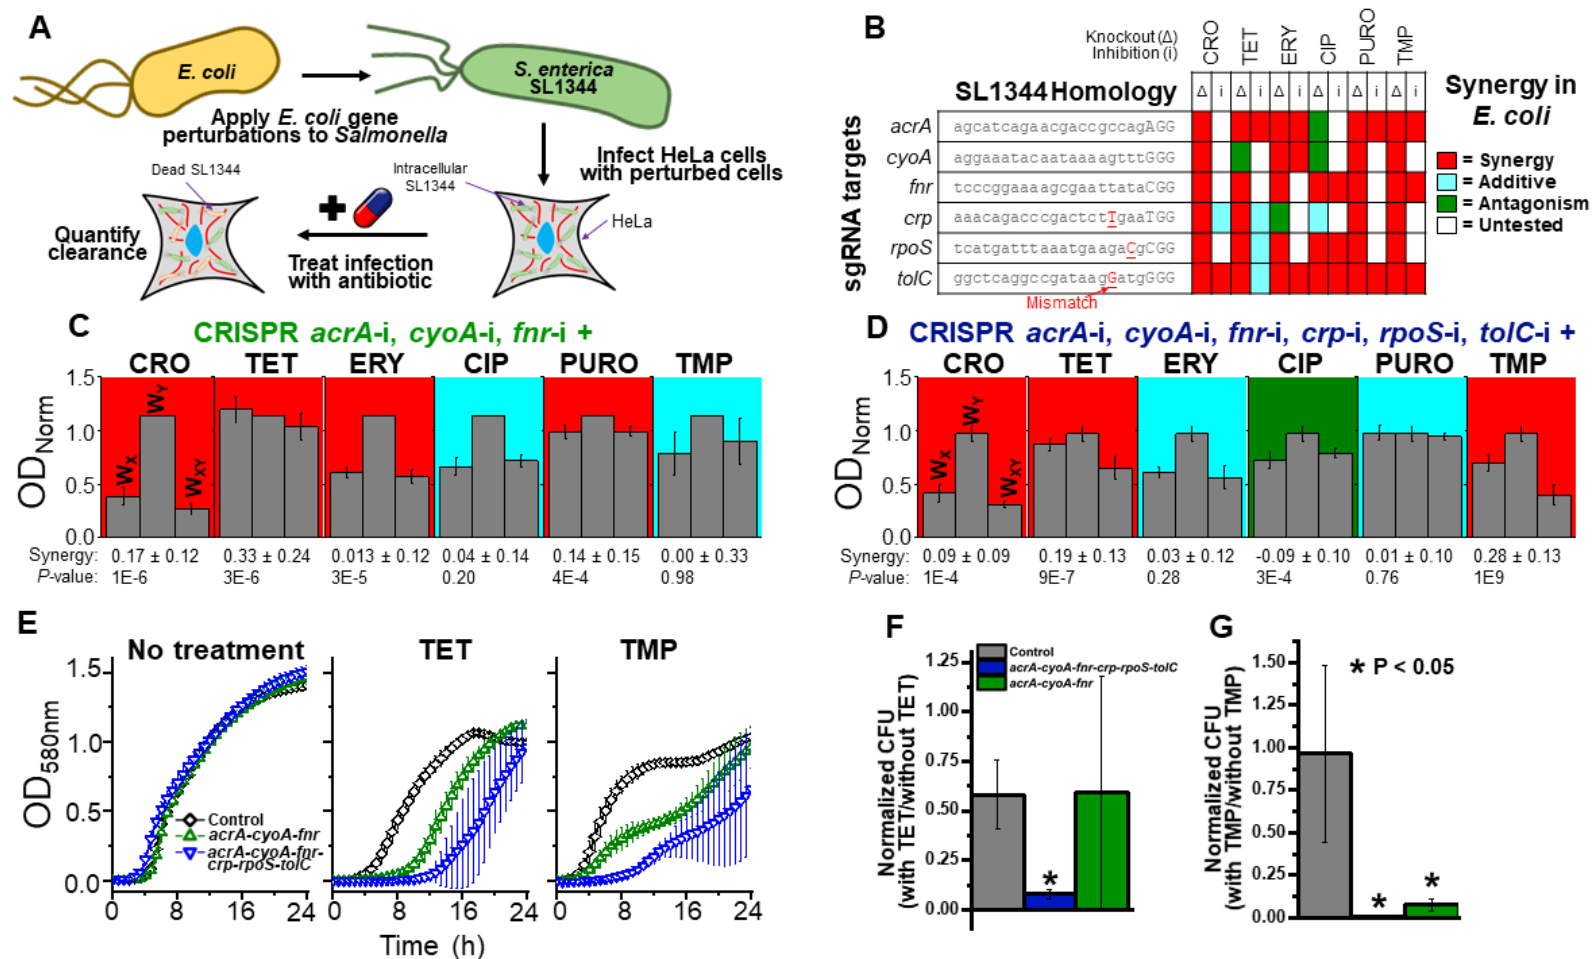 A
E. coli
S. enterica
SL1344
Apply E. coli gene
perturbations to Salmonella
Infect HeLa cells
with perturbed cells
Dead SL1344
Intracellular
SL1344
HeLa
Quantify
clearance
Treat infection
with antibiotic
B
Knockout (Δ)
Inhibition (i)
CRO TET ERY CIP PURO TMP
SL1344 Homology
Δ i Δ i Δ i Δ i Δ i Δ i
sgRNA targets
acrA agcatcagaacgaccgccagAGG
cyoA aggaaatacaataaaagtttGGG
fnr tcccggaaaagcgaattataCGG
crp aaacagacccgactctTgaaTGG
rpoS tcatgatttaaatgaagaCgCGG
tolC ggctcaggccgataagGatgGGG
Mismatch
Synergy in
E. coli
= Synergy
= Additive
= Antagonism
= Untested
C
CRISPR acrA-i, cyoA-i, fnr-i +
CRO TET ERY CIP PURO TMP
ODNorm
1.5
1.0
0.5
0.0
WX
WY
WXY
Synergy: 0.17 ± 0.12 0.33 ± 0.24 0.013 ± 0.12 0.04 ± 0.14 0.14 ± 0.15 0.00 ± 0.33
P-value: 1E-6 3E-6 3E-5 0.20 4E-4 0.98
D
CRISPR acrA-i, cyoA-i, fnr-i, crp-i, rpoS-i, tolC-i +
CRO TET ERY CIP PURO TMP
ODNorm
1.5
1.0
0.5
0.0
WX
WY
WXY
Synergy: 0.09 ± 0.09 0.19 ± 0.13 0.03 ± 0.12 -0.09 ± 0.10 0.01 ± 0.10 0.28 ± 0.13
P-value: 1E-4 9E-7 0.28 3E-4 0.76 1E9
E
No treatment TET TMP
OD580nm
1.5
1.0
0.5
0.0
Control
acrA-cyoA-fnr
acrA-cyoA-fnr-
crp-rpoS-tolC
0 8 16 24 0 8 16 24 0 8 16 24
Time (h)
F
Normalized CFU
(with TET/without TET)
1.25
1.00
0.75
0.50
0.25
0.00
Control
acrA-cyoA-fnr-crp-rpoS-tolC
acrA-cyoA-fnr
*
G
Normalized CFU
(with TMP/without TMP)
1.50
1.25
1.00
0.75
0.50
0.25
0.00
* P < 0.05
*
*